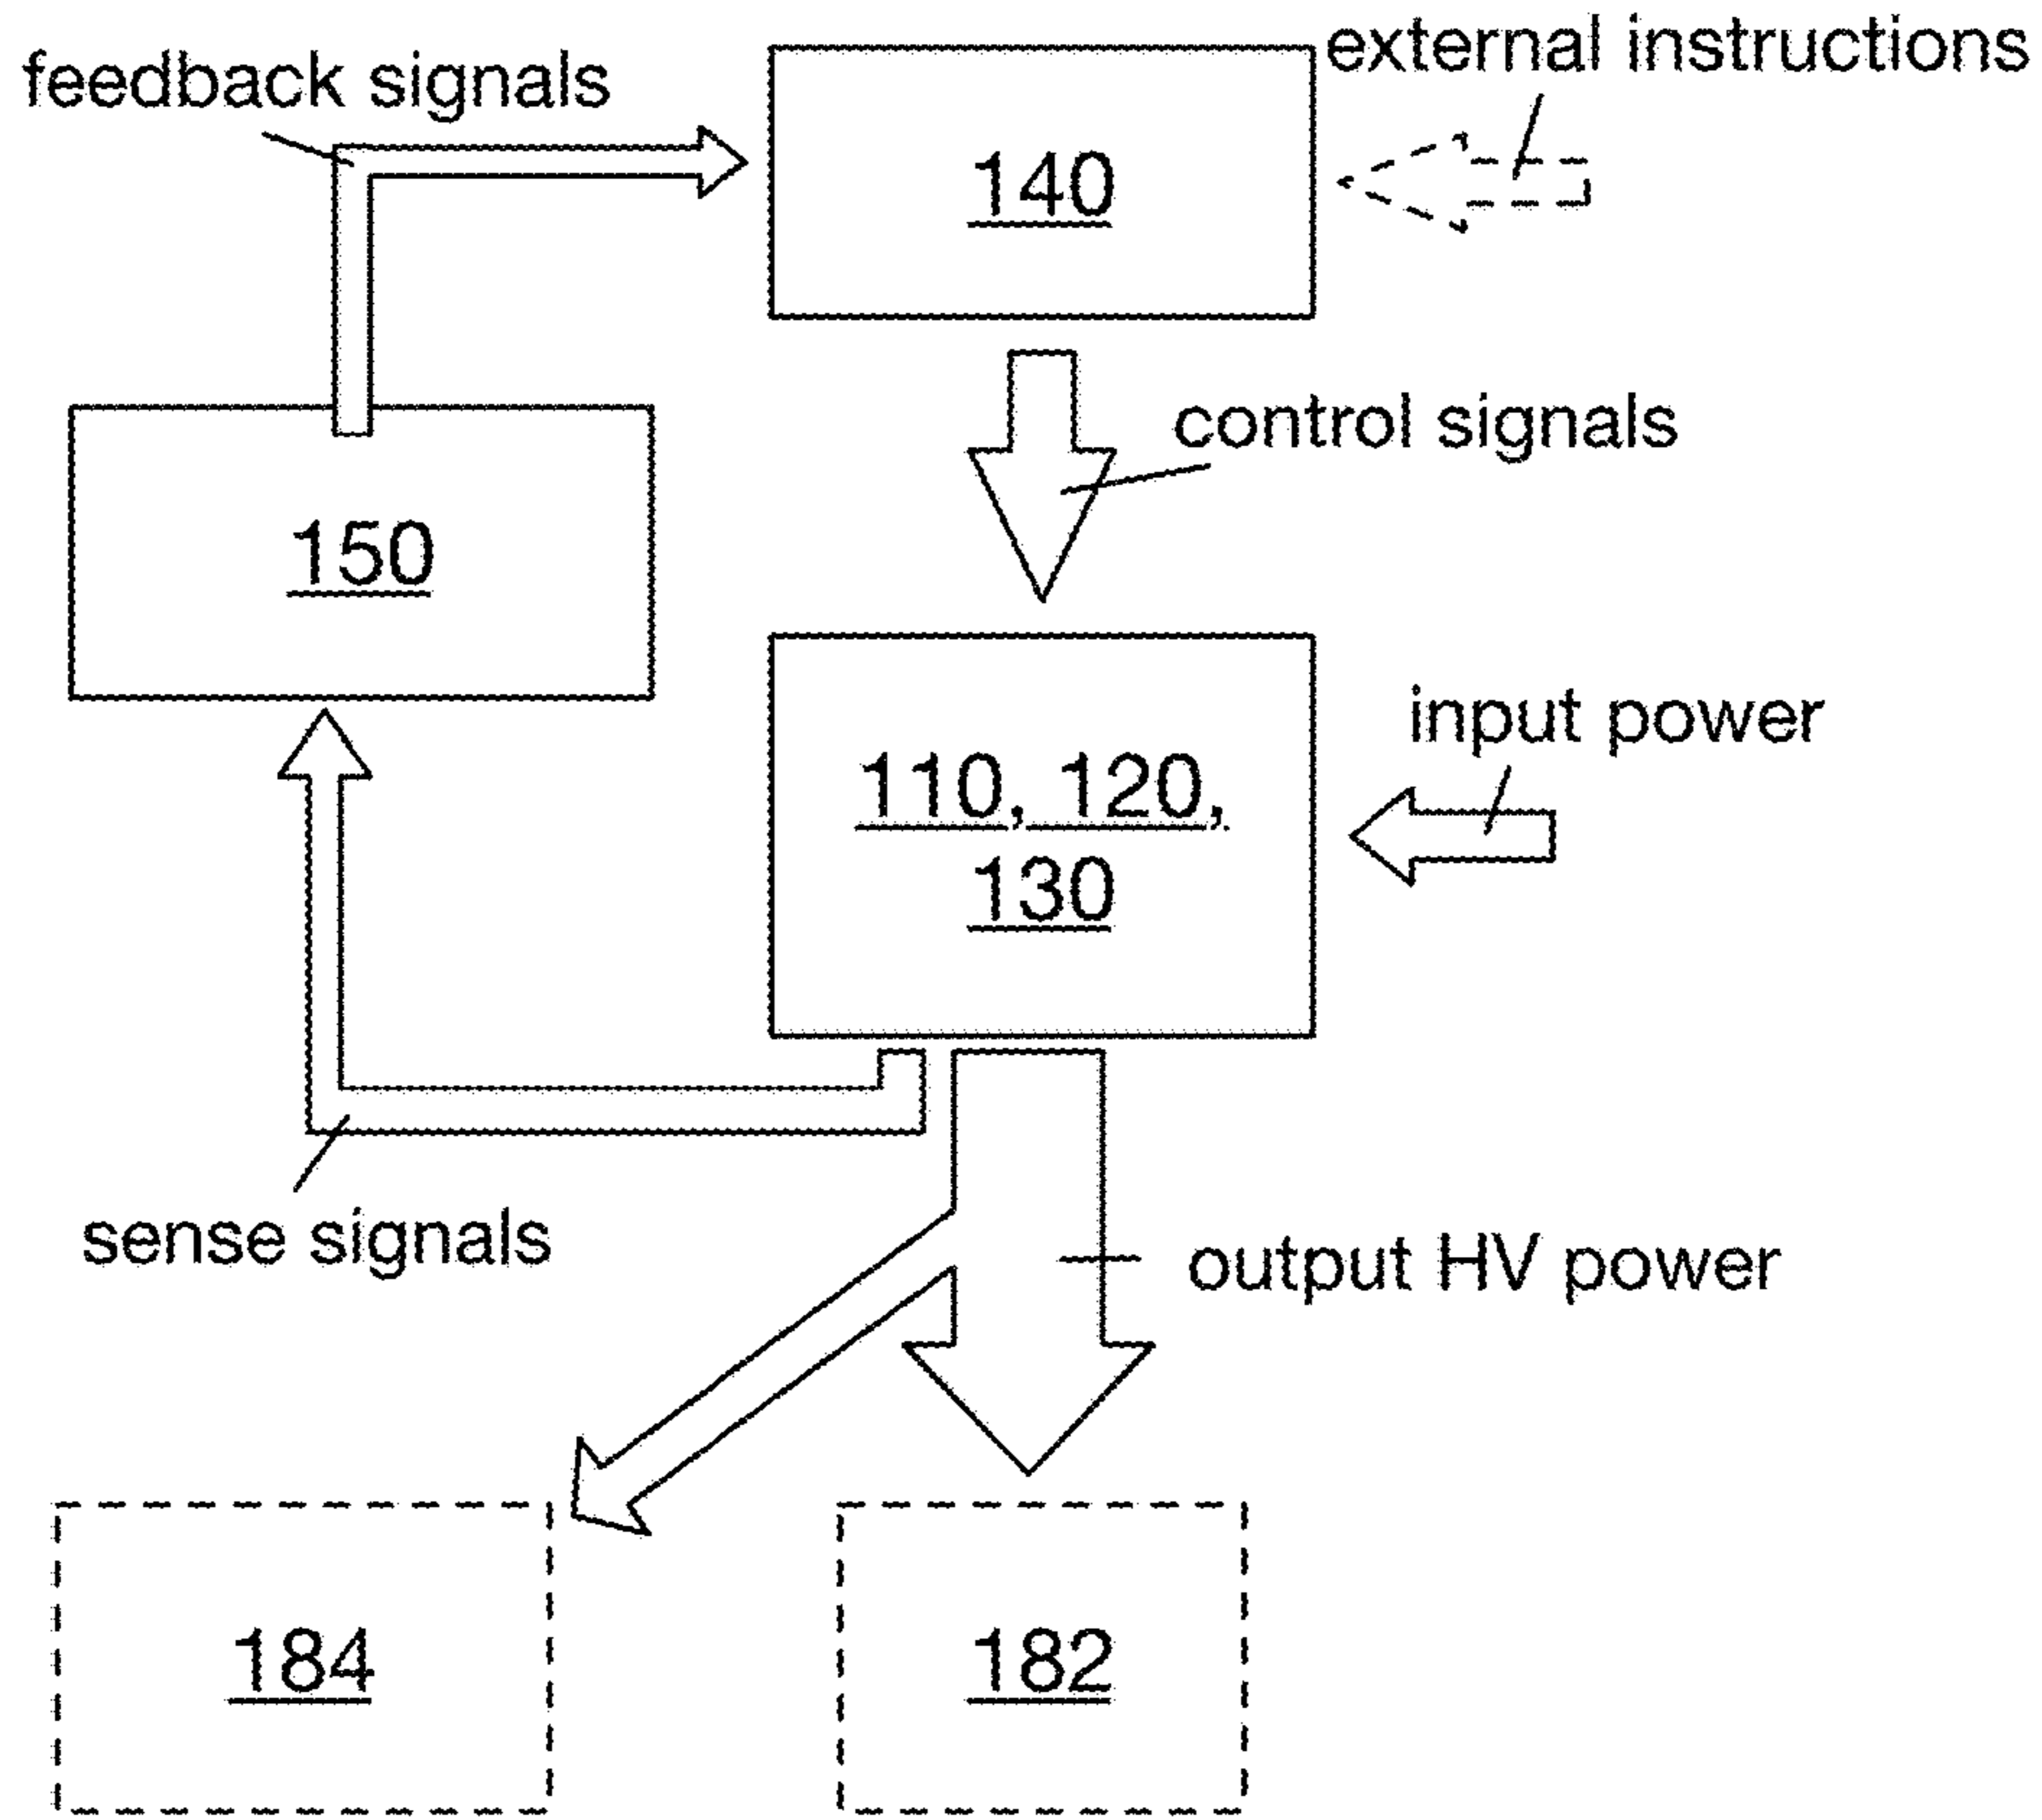 external instructions
feedback signals
140
control signals
150
input power
110, 120,
130
sense signals
output HV power
184
182